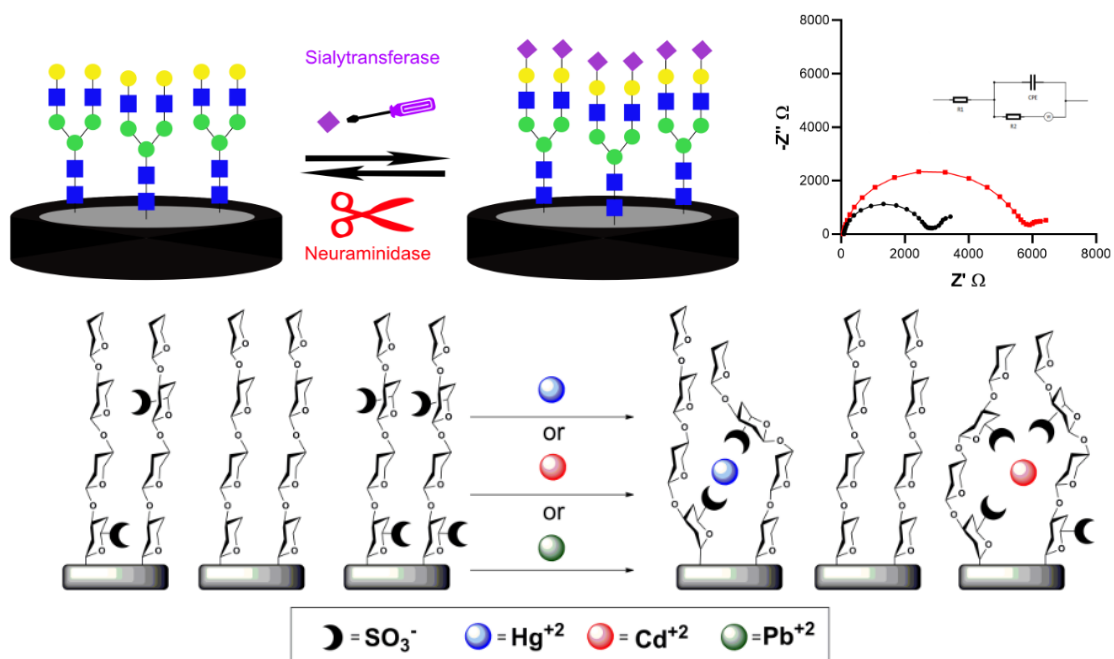 Sialytransferase
Neuraminidase
8000
6000
4000
2000
0
-Z'' Ω
0 2000 4000 6000 8000
Z' Ω
R1
CPE
R2
W
O O O O O O O O O O O O
O O O O O O O O O O O O
O O O O O O O O O O O O
O O O O O O
or
or
O O O O O O O O O O O O
O O O O O O O O O O O O
O O O O O O O O O O O O
O O O O O O
= SO3- = Hg+2 = Cd+2 = Pb+2